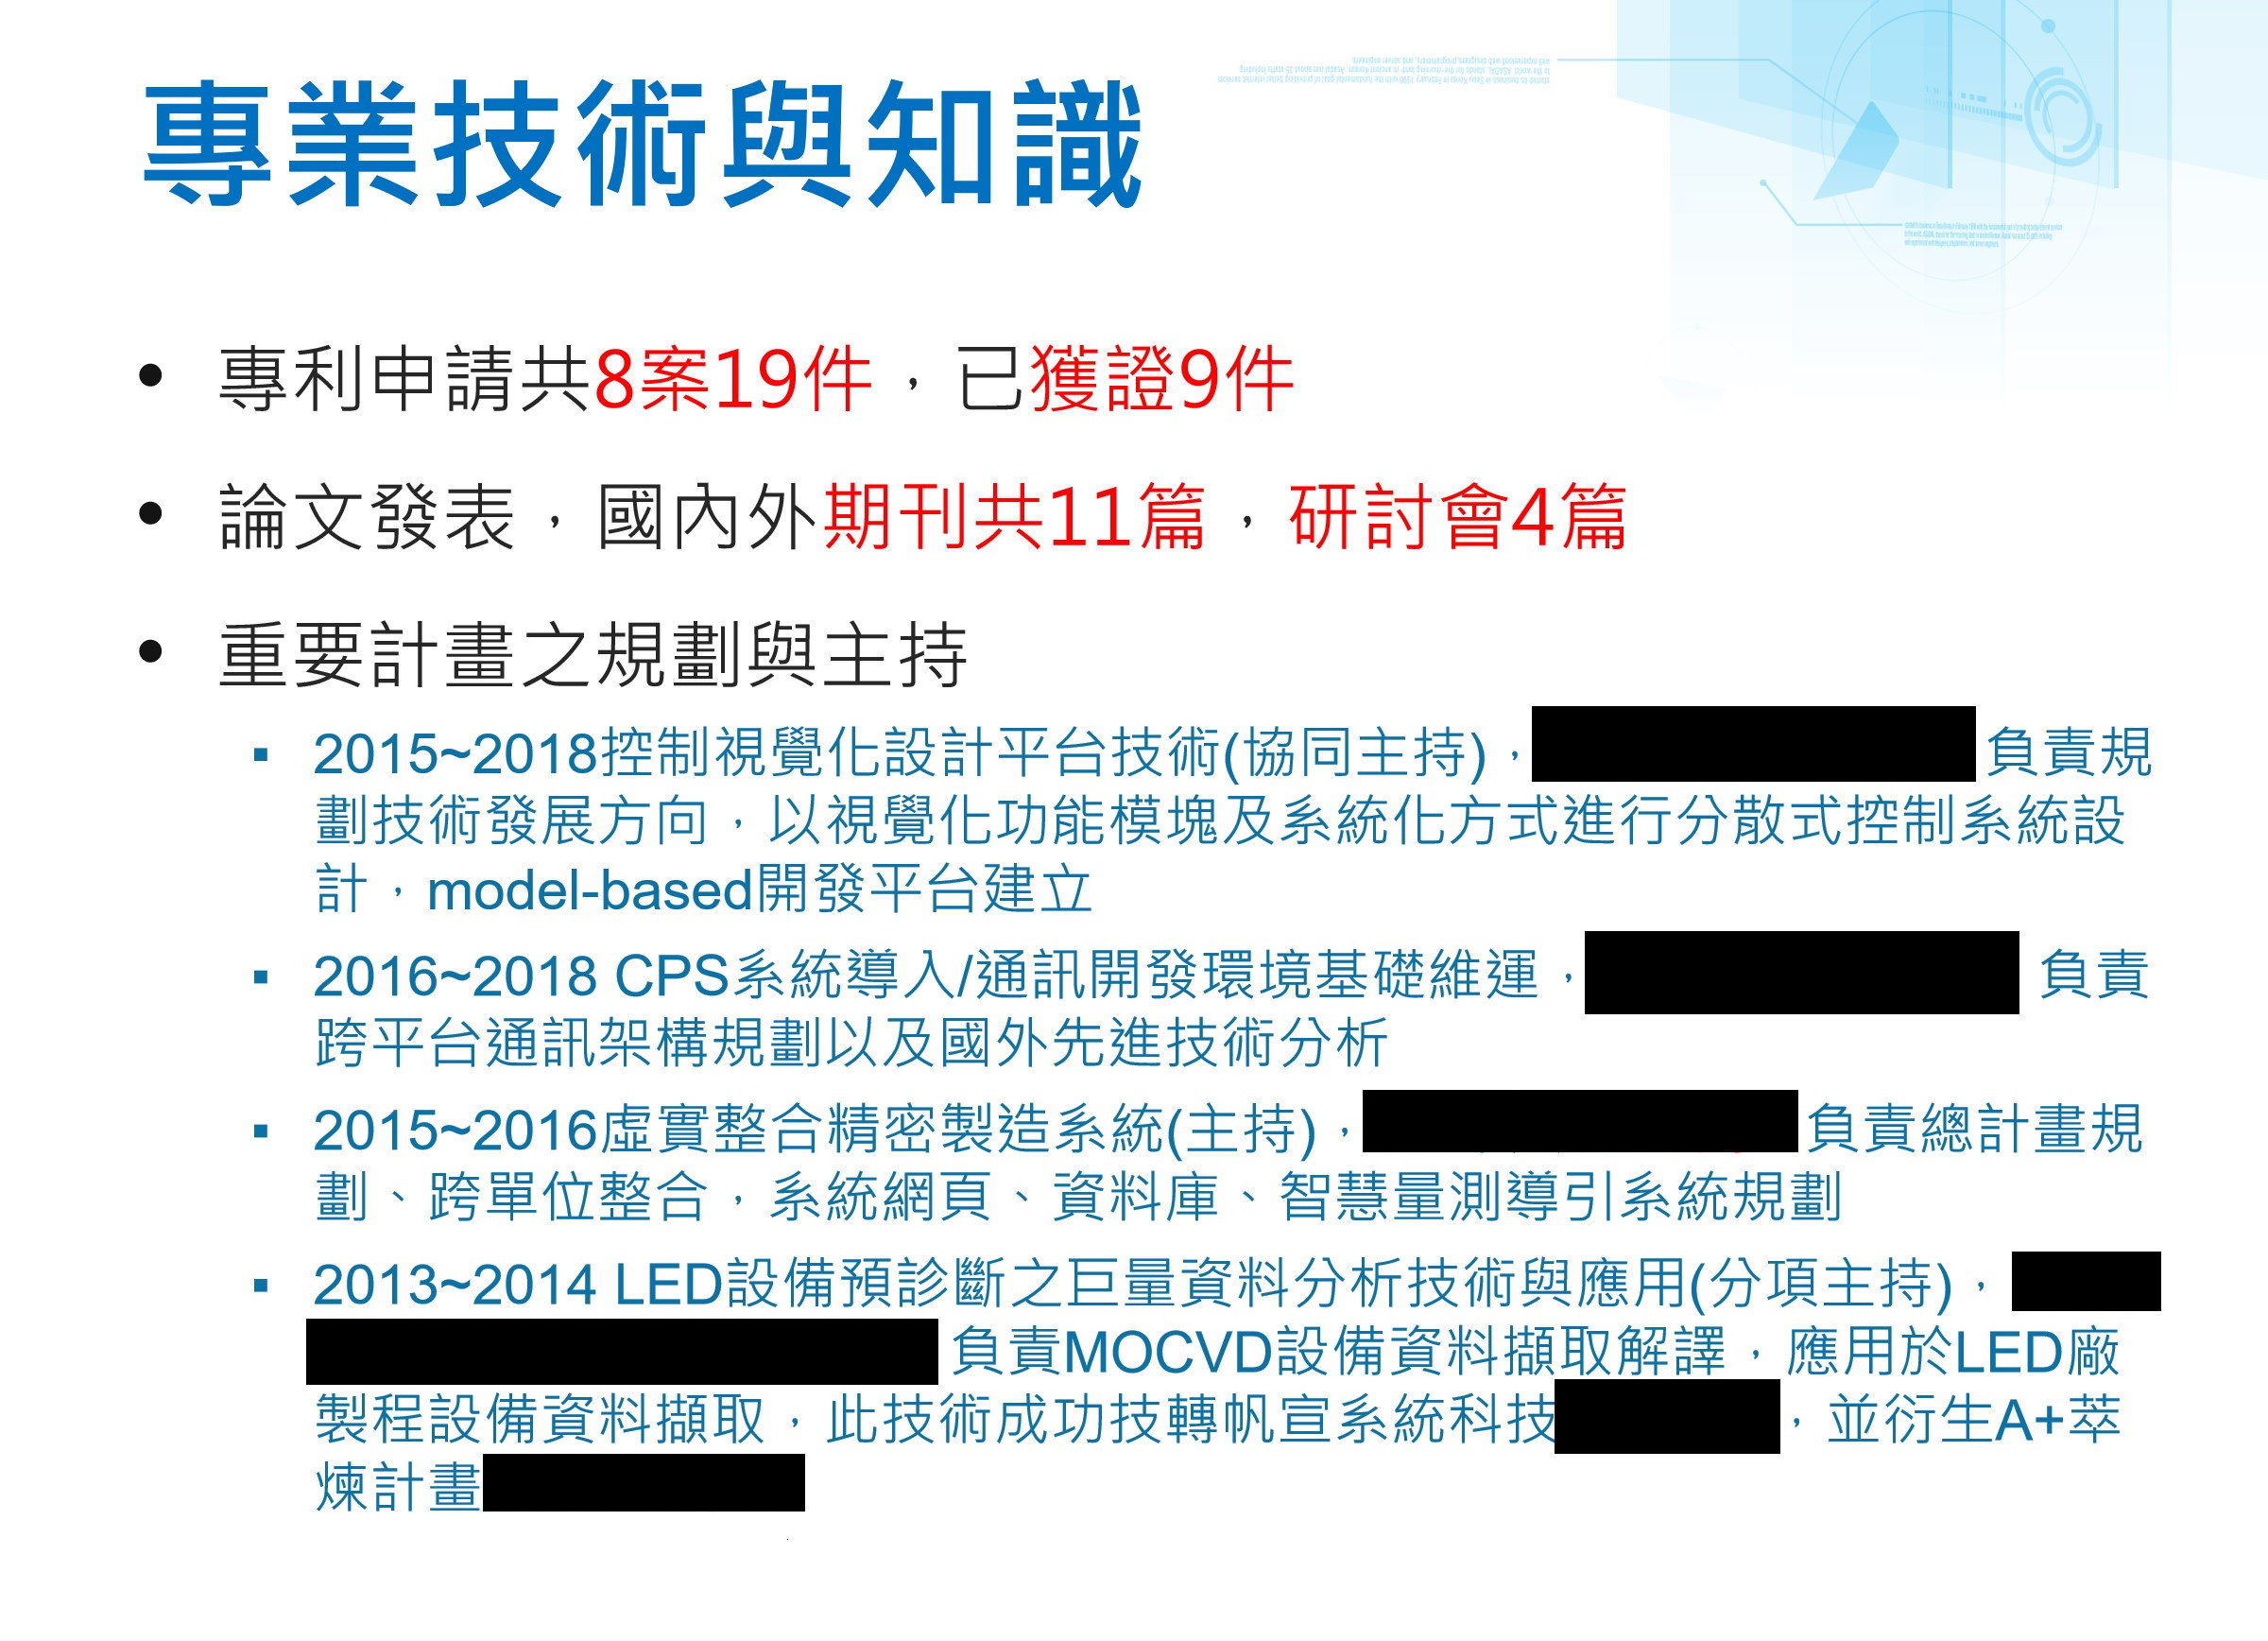 專業技術與知識
• 專利申請共8案19件，已獲證9件
• 論文發表，國內外期刊共11篇，研討會4篇
• 重要計畫之規劃與主持
▪ 2015~2018控制視覺化設計平台技術(協同主持)， 負責規
劃技術發展方向，以視覺化功能模塊及系統化方式進行分散式控制系統設
計，model-based開發平台建立
▪ 2016~2018 CPS系統導入/通訊開發環境基礎維運， 負責
跨平台通訊架構規劃以及國外先進技術分析
▪ 2015~2016虛實整合精密製造系統(主持)， 負責總計畫規
劃、跨單位整合，系統網頁、資料庫、智慧量測導引系統規劃
▪ 2013~2014 LED設備預診斷之巨量資料分析技術與應用(分項主持)，
負責MOCVD設備資料擷取解譯，應用於LED廠
製程設備資料擷取，此技術成功技轉帆宣系統科技 ，並衍生A+萃
煉計畫